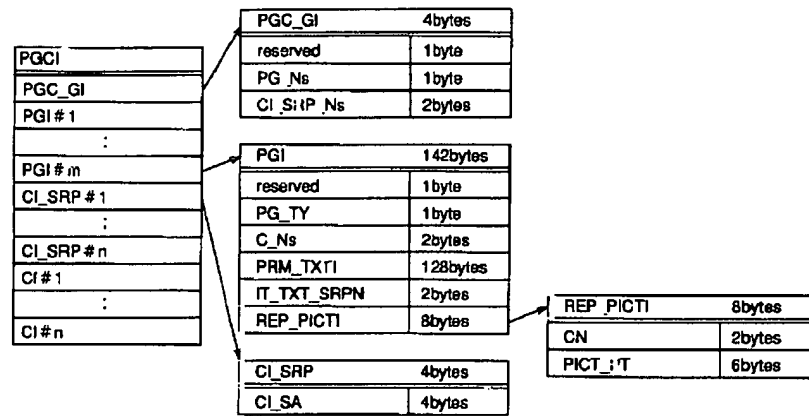 PGCI
PGC_GI
PGI#1
:
PGI#m
CI_SRP#1
:
CI_SRP#n
CI#1
:
CI#n
PGC_GI 4bytes
reserved 1byte
PG_Ns 1byte
CI_SRP_Ns 2bytes
PGI 142bytes
reserved 1byte
PG_TY 1byte
C_Ns 2bytes
PRM_TXTI 128bytes
IT_TXT_SRPN 2bytes
REP_PICTI 8bytes
CI_SRP 4bytes
CI_SA 4bytes
REP_PICTI 8bytes
CN 2bytes
PICT_PT 6bytes